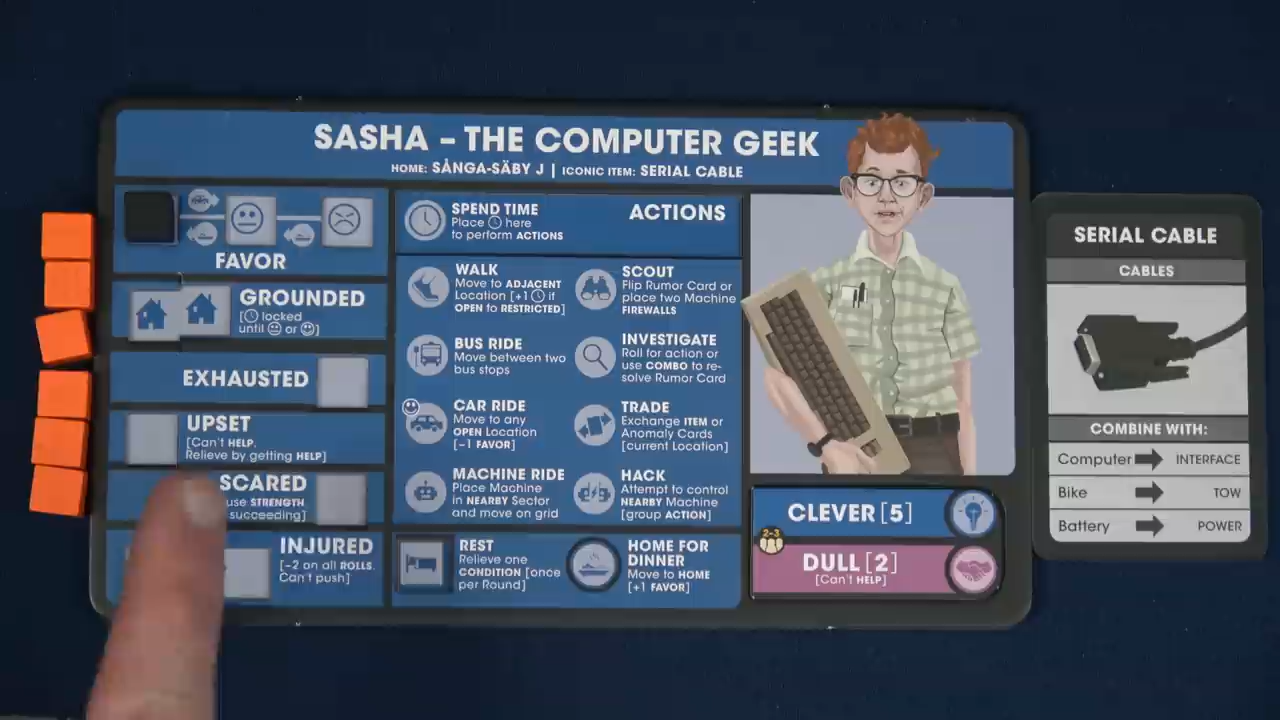 SASHA – THE COMPUTER GEEK
HOME: SÅNGA-SÄBY J | ICONIC ITEM: SERIAL CABLE
FAVOR
GROUNDED
[ locked
until or ]
EXHAUSTED
UPSET
[Can't HELP.
Relieve by getting HELP]
SCARED
use STRENGTH
succeeding]
INJURED
[-2 on all ROLLS.
Can't push]
SPEND TIME
Place here
to perform ACTIONS
ACTIONS
WALK
Move to ADJACENT
Location [+1 if
OPEN to RESTRICTED]
BUS RIDE
Move between two
bus stops
CAR RIDE
Move to any
OPEN Location
[-1 FAVOR]
MACHINE RIDE
Place Machine
in NEARBY Sector
and move on grid
REST
Relieve one
CONDITION [once
per Round]
SCOUT
Flip Rumor Card or
place two Machine
FIREWALLS
INVESTIGATE
Roll for action or
use COMBO to re-
solve Rumor Card
TRADE
Exchange ITEM or
Anomaly Cards
[current Location]
HACK
Attempt to control
NEARBY Machine
[group ACTION]
HOME FOR
DINNER
Move to HOME
[+1 FAVOR]
CLEVER [5]
2-3
DULL [2]
[Can't HELP]
SERIAL CABLE
CABLES
COMBINE WITH:
Computer INTERFACE
Bike TOW
Battery POWER